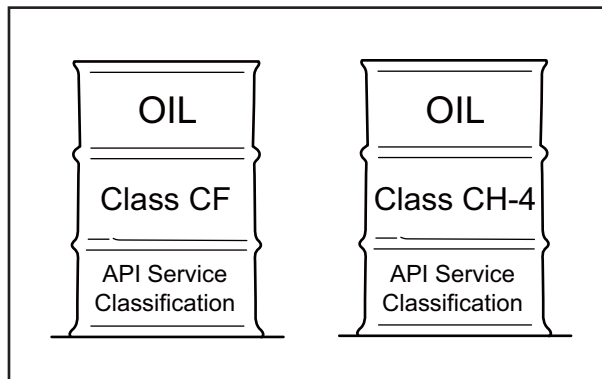 OIL
Class CF
API Service
Classification
OIL
Class CH-4
API Service
Classification